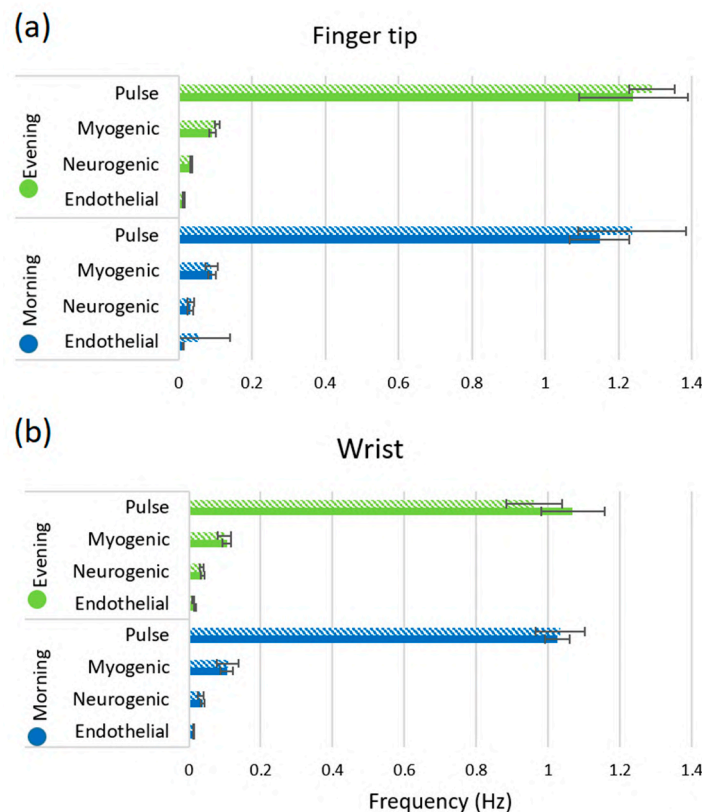 (a)
Finger tip
Evening
Pulse
Myogenic
Neurogenic
Endothelial
Morning
Pulse
Myogenic
Neurogenic
Endothelial
0 0.2 0.4 0.6 0.8 1 1.2 1.4
(b)
Wrist
Evening
Pulse
Myogenic
Neurogenic
Endothelial
Morning
Pulse
Myogenic
Neurogenic
Endothelial
0 0.2 0.4 0.6 0.8 1 1.2 1.4
Frequency (Hz)